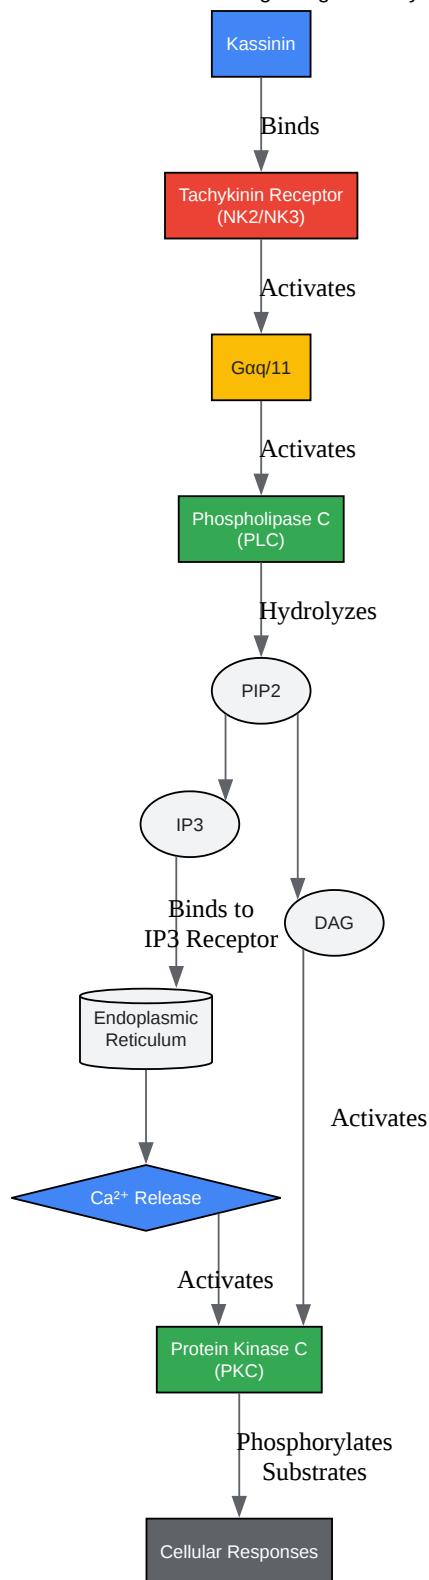 Kassinin
Binds
Tachykinin Receptor
(NK2/NK3)
Activates
Gαq/11
Activates
Phospholipase C
(PLC)
Hydrolyzes
PIP2
IP3
Binds to
IP3 Receptor
DAG
Endoplasmic
Reticulum
Activates
Ca²⁺ Release
Activates
Protein Kinase C
(PKC)
Phosphorylates
Substrates
Cellular Responses